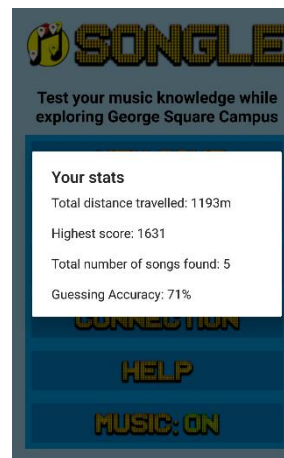 SONGLE
Test your music knowledge while
exploring George Square Campus
Your stats
Total distance travelled: 1193m
Highest score: 1631
Total number of songs found: 5
Guessing Accuracy: 71%
CONNECTION
HELP
MUSIC: ON